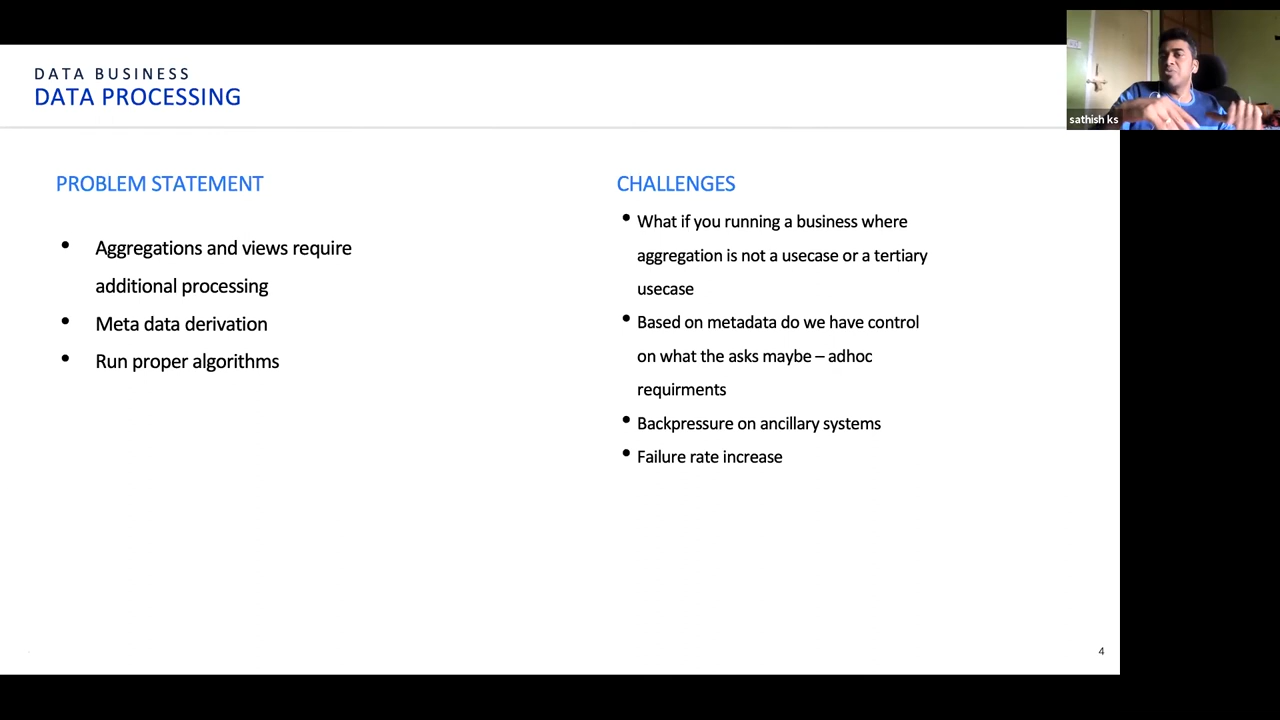 DATA BUSINESS
DATA PROCESSING
sathish ks
PROBLEM STATEMENT
• Aggregations and views require
additional processing
• Meta data derivation
• Run proper algorithms
CHALLENGES
• What if you running a business where
aggregation is not a usecase or a tertiary
usecase
• Based on metadata do we have control
on what the asks maybe – adhoc
requirments
• Backpressure on ancillary systems
• Failure rate increase
4